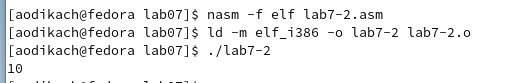 [aodikach@fedora lab07]$ nasm -f elf lab7-2.asm
[aodikach@fedora lab07]$ ld -m elf_i386 -o lab7-2 lab7-2.o
[aodikach@fedora lab07]$ ./lab7-2
10